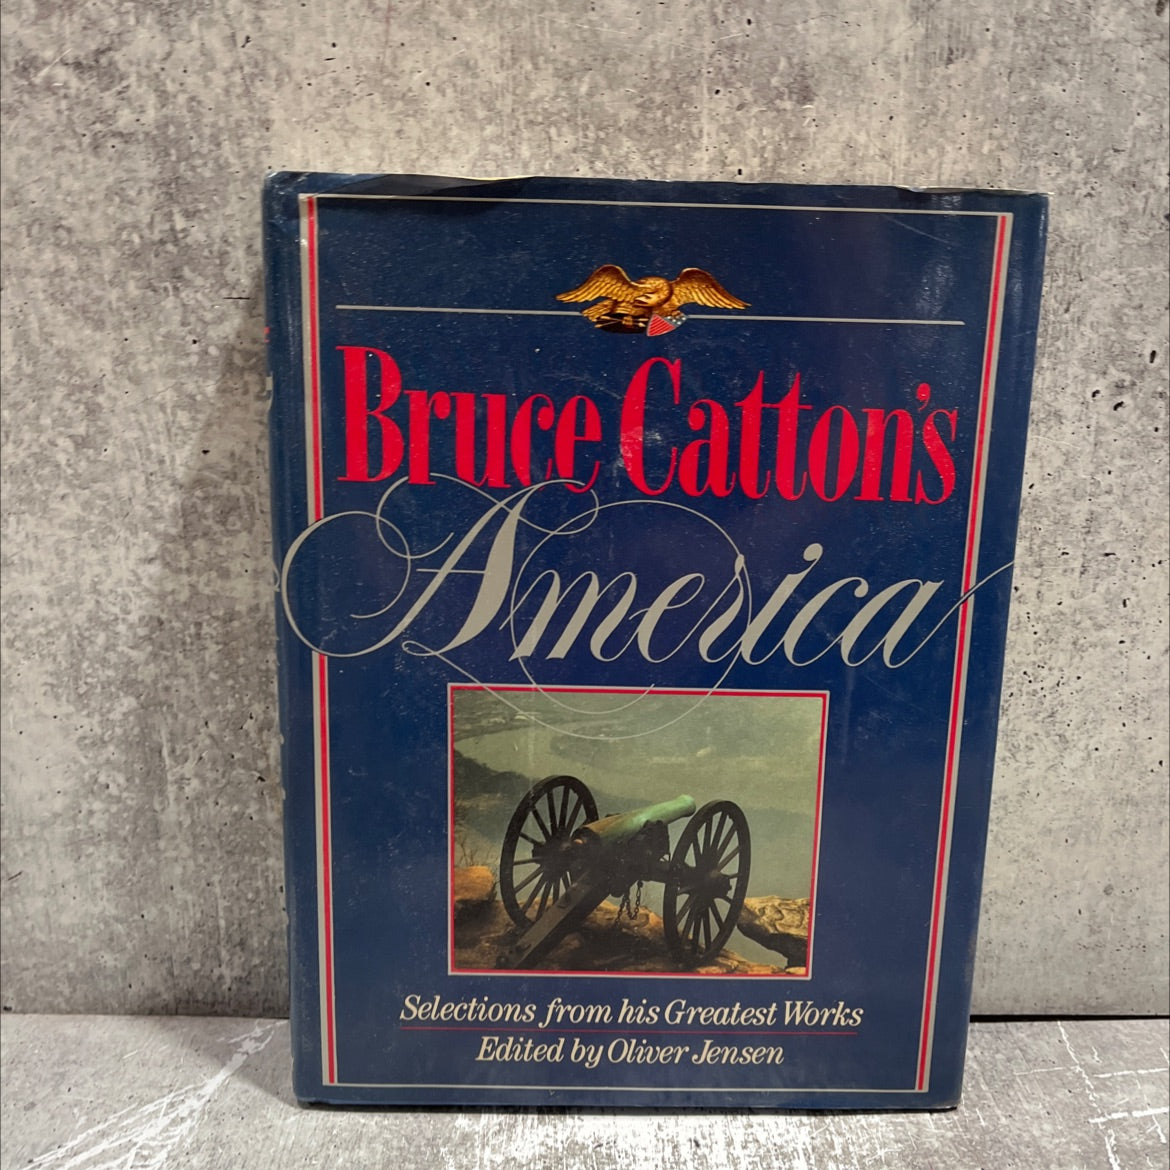 Bruce Catton's
America
Selections from his Greatest Works
Edited by Oliver Jensen